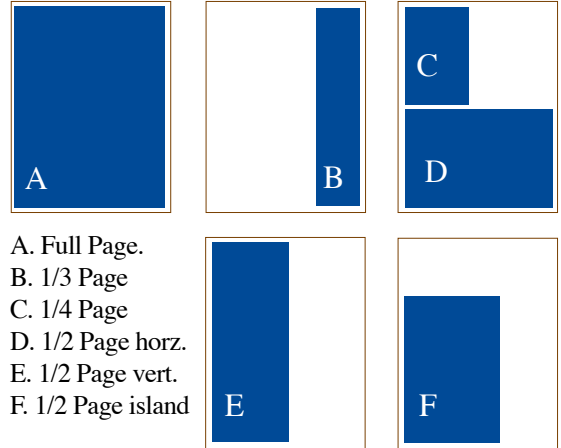 A
B
C
D
A. Full Page.
B. 1/3 Page
C. 1/4 Page
D. 1/2 Page horz.
E. 1/2 Page vert.
F. 1/2 Page island
E
F